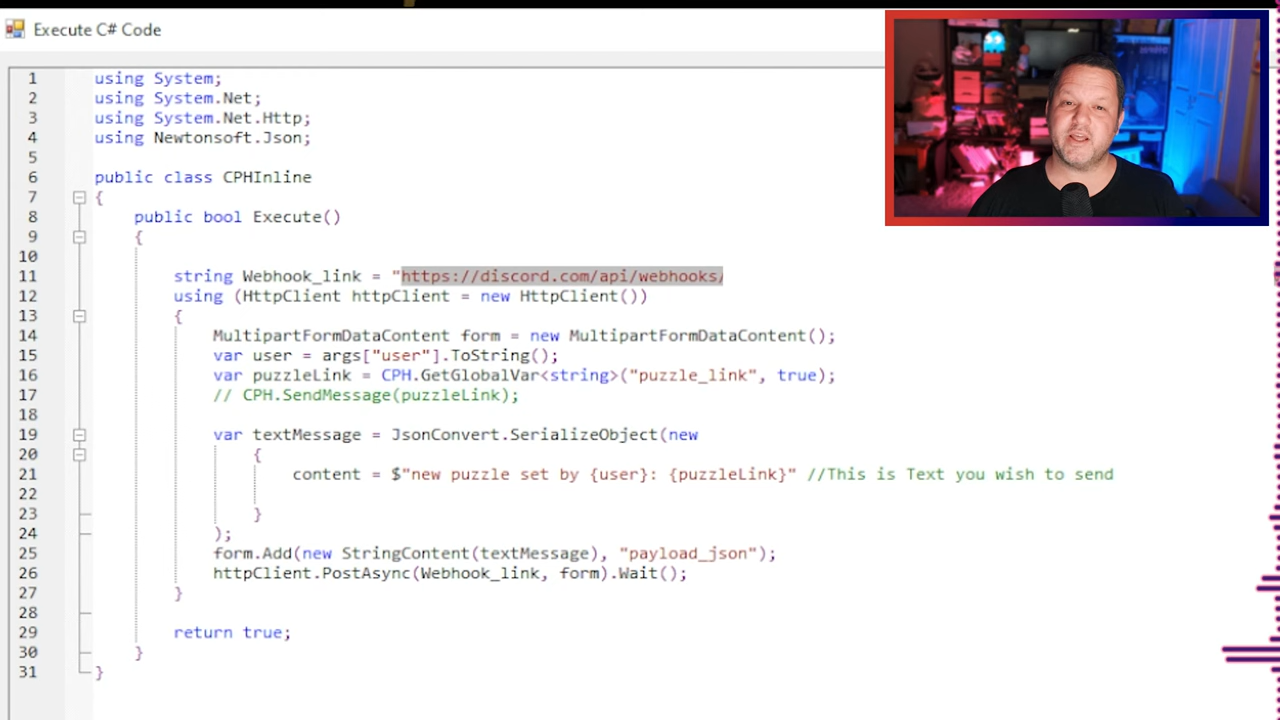 Execute C# Code
1 using System;
2 using System.Net;
3 using System.Net.Http;
4 using Newtonsoft.Json;
5
6 public class CPHInline
7 {
8 public bool Execute()
9 {
10
11 string Webhook_link = "https://discord.com/api/webhooks/
12 using (HttpClient httpClient = new HttpClient())
13 {
14 MultipartFormDataContent form = new MultipartFormDataContent();
15 var user = args["user"].ToString();
16 var puzzleLink = CPH.GetGlobalVar<string>("puzzle_link", true);
17 // CPH.SendMessage(puzzleLink);
18
19 var textMessage = JsonConvert.SerializeObject(new
20 {
21 content = $"new puzzle set by {user}: {puzzleLink}" //This is Text you wish to send
22
23 }
24 );
25 form.Add(new StringContent(textMessage), "payload_json");
26 httpClient.PostAsync(Webhook_link, form).Wait();
27 }
28
29 return true;
30 }
31 }